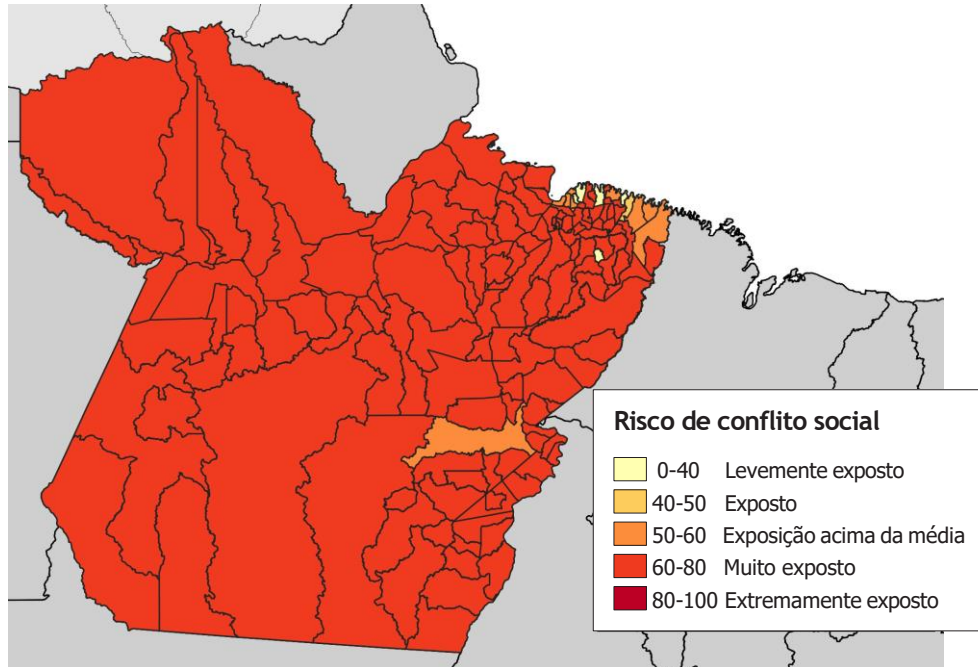 Risco de conflito social
0-40 Levemente exposto
40-50 Exposto
50-60 Exposição acima da média
60-80 Muito exposto
80-100 Extremamente exposto